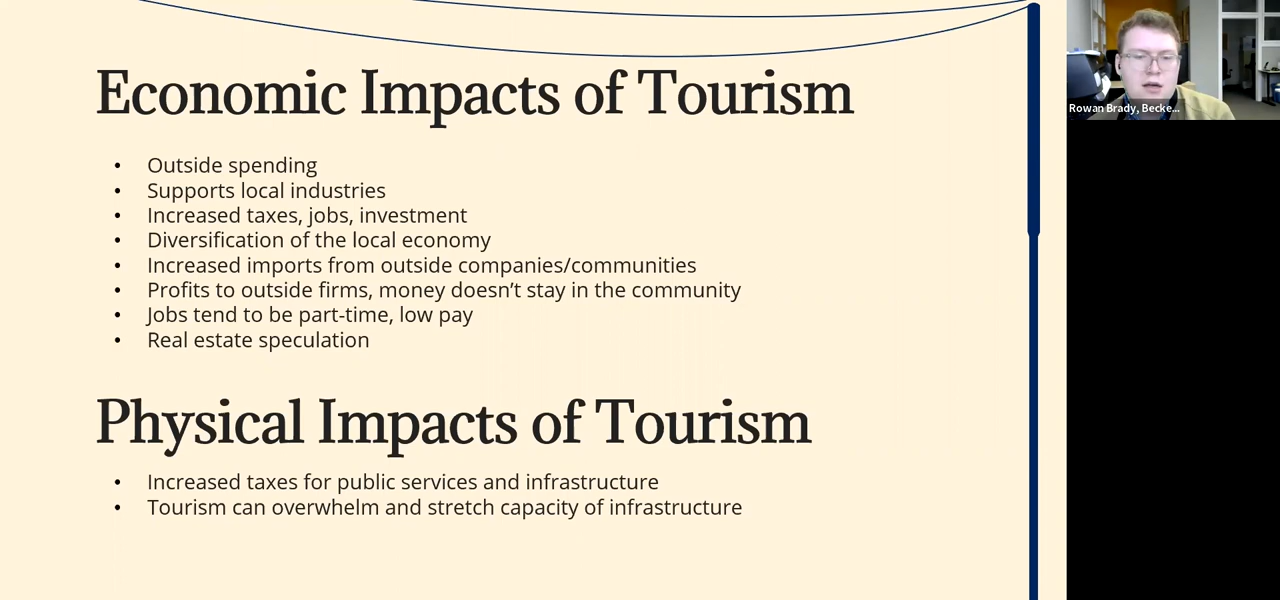 Economic Impacts of Tourism
• Outside spending
• Supports local industries
• Increased taxes, jobs, investment
• Diversification of the local economy
• Increased imports from outside companies/communities
• Profits to outside firms, money doesn’t stay in the community
• Jobs tend to be part-time, low pay
• Real estate speculation
Physical Impacts of Tourism
• Increased taxes for public services and infrastructure
• Tourism can overwhelm and stretch capacity of infrastructure
Rowan Brady, Becke...